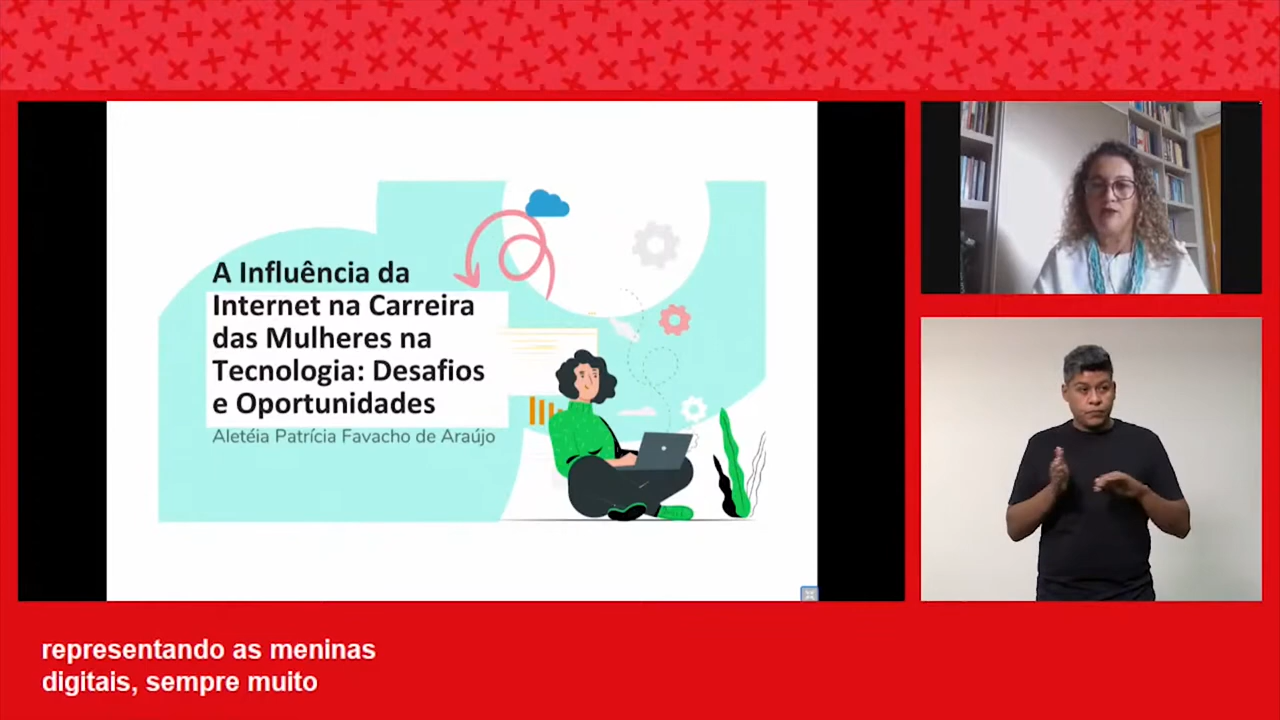 A Influência da
Internet na Carreira
das Mulheres na
Tecnologia: Desafios
e Oportunidades
Aletéia Patrícia Favacho de Araújo
representando as meninas
digitais, sempre muito